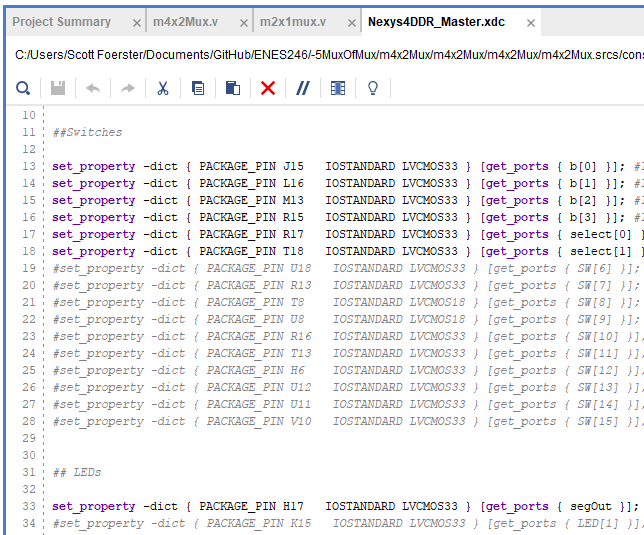 Project Summary × m4x2Mux.v × m2x1mux.v × Nexys4DDR_Master.xdc ×
C:/Users/Scott Foerster/Documents/GitHub/ENES246/-5MuxOfMux/m4x2Mux/m4x2Mux/m4x2Mux/m4x2Mux.srcs/cons
10
11 ##Switches
12
13 set_property -dict { PACKAGE_PIN J15 IOSTANDARD LVCMOS33 } [get_ports { b[0] }];
14 set_property -dict { PACKAGE_PIN L16 IOSTANDARD LVCMOS33 } [get_ports { b[1] }];
15 set_property -dict { PACKAGE_PIN M13 IOSTANDARD LVCMOS33 } [get_ports { b[2] }];
16 set_property -dict { PACKAGE_PIN R15 IOSTANDARD LVCMOS33 } [get_ports { b[3] }];
17 set_property -dict { PACKAGE_PIN R17 IOSTANDARD LVCMOS33 } [get_ports { select[0] }
18 set_property -dict { PACKAGE_PIN T18 IOSTANDARD LVCMOS33 } [get_ports { select[1] }
19 #set_property -dict { PACKAGE_PIN U18 IOSTANDARD LVCMOS33 } [get_ports { SW[6] }];
20 #set_property -dict { PACKAGE_PIN R13 IOSTANDARD LVCMOS33 } [get_ports { SW[7] }];
21 #set_property -dict { PACKAGE_PIN T8 IOSTANDARD LVCMOS18 } [get_ports { SW[8] }];
22 #set_property -dict { PACKAGE_PIN U8 IOSTANDARD LVCMOS18 } [get_ports { SW[9] }];
23 #set_property -dict { PACKAGE_PIN R16 IOSTANDARD LVCMOS33 } [get_ports { SW[10] }];
24 #set_property -dict { PACKAGE_PIN T13 IOSTANDARD LVCMOS33 } [get_ports { SW[11] }];
25 #set_property -dict { PACKAGE_PIN H6 IOSTANDARD LVCMOS33 } [get_ports { SW[12] }];
26 #set_property -dict { PACKAGE_PIN U12 IOSTANDARD LVCMOS33 } [get_ports { SW[13] }];
27 #set_property -dict { PACKAGE_PIN U11 IOSTANDARD LVCMOS33 } [get_ports { SW[14] }];
28 #set_property -dict { PACKAGE_PIN V10 IOSTANDARD LVCMOS33 } [get_ports { SW[15] }];
29
30
31 ## LEDs
32
33 set_property -dict { PACKAGE_PIN H17 IOSTANDARD LVCMOS33 } [get_ports { segOut }];
34 #set_property -dict { PACKAGE_PIN K15 IOSTANDARD LVCMOS33 } [get_ports { LED[1] }];